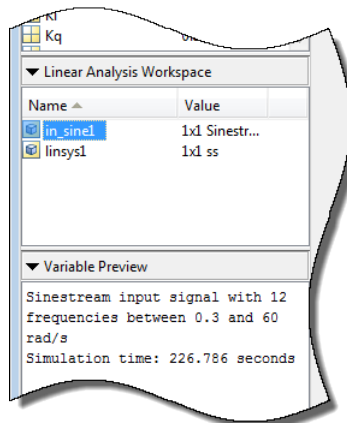 Kq
▼ Linear Analysis Workspace
Name Value
in_sine1 1x1 Sinestr...
linsys1 1x1 ss
▼ Variable Preview
Sinestream input signal with 12
frequencies between 0.3 and 60
rad/s
Simulation time: 226.786 seconds